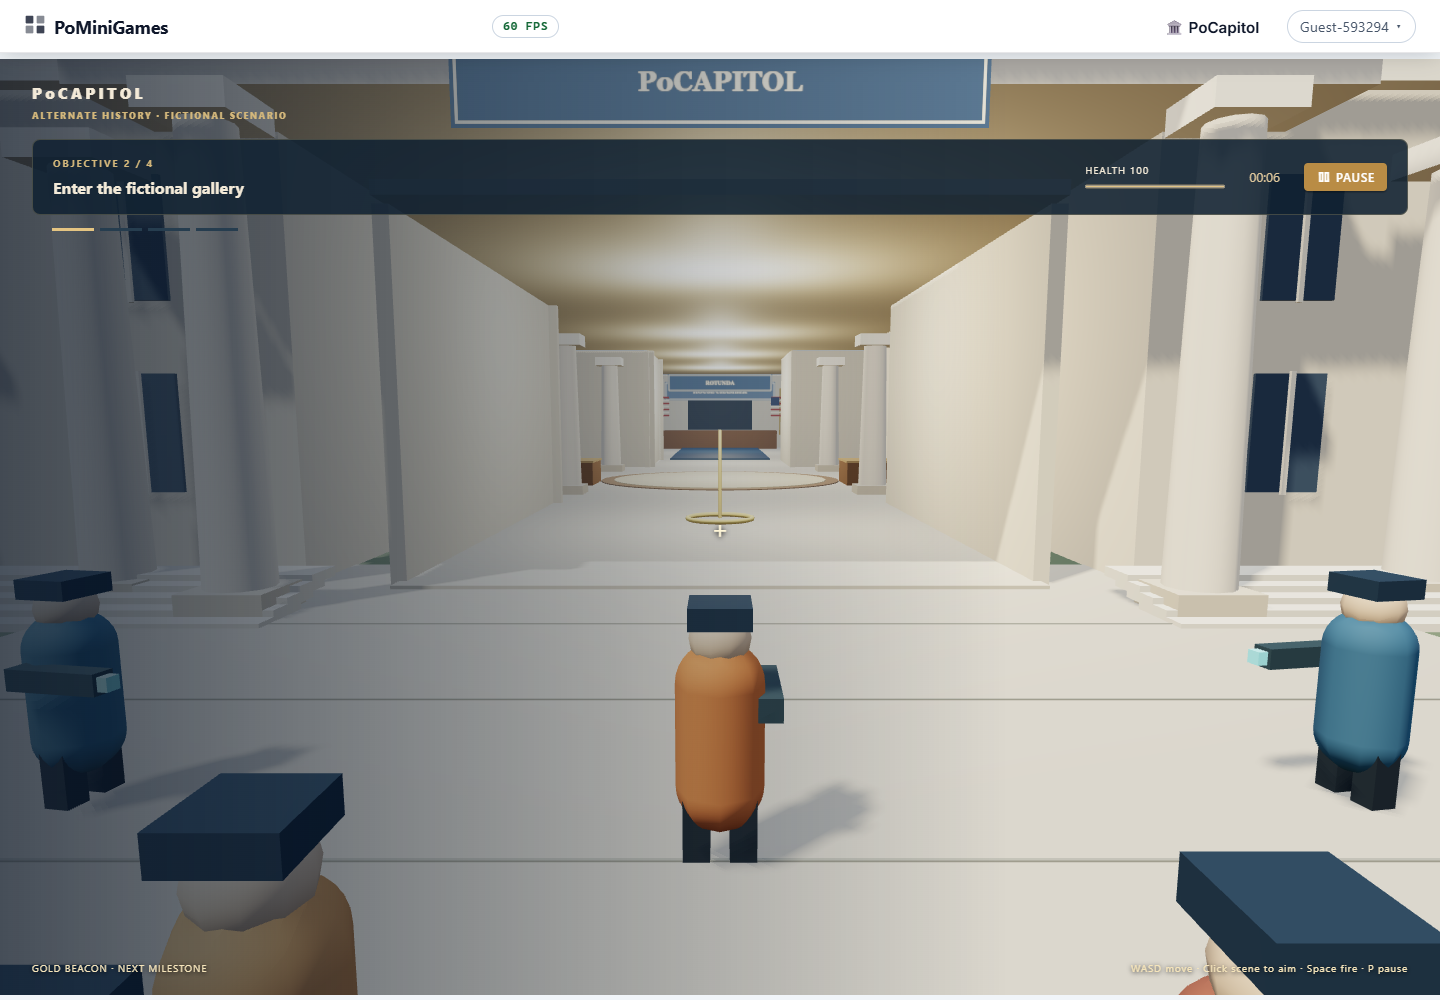 PoMiniGames
60 FPS
PoCapitol
Guest-593294
PoCAPITOL
PoCAPITOL
ALTERNATE HISTORY · FICTIONAL SCENARIO
OBJECTIVE 2 / 4
Enter the fictional gallery
HEALTH 100
00:06
PAUSE
ROTUNDA
GOLD BEACON · NEXT MILESTONE
WASD move · Click scene to aim · Space fire · P pause